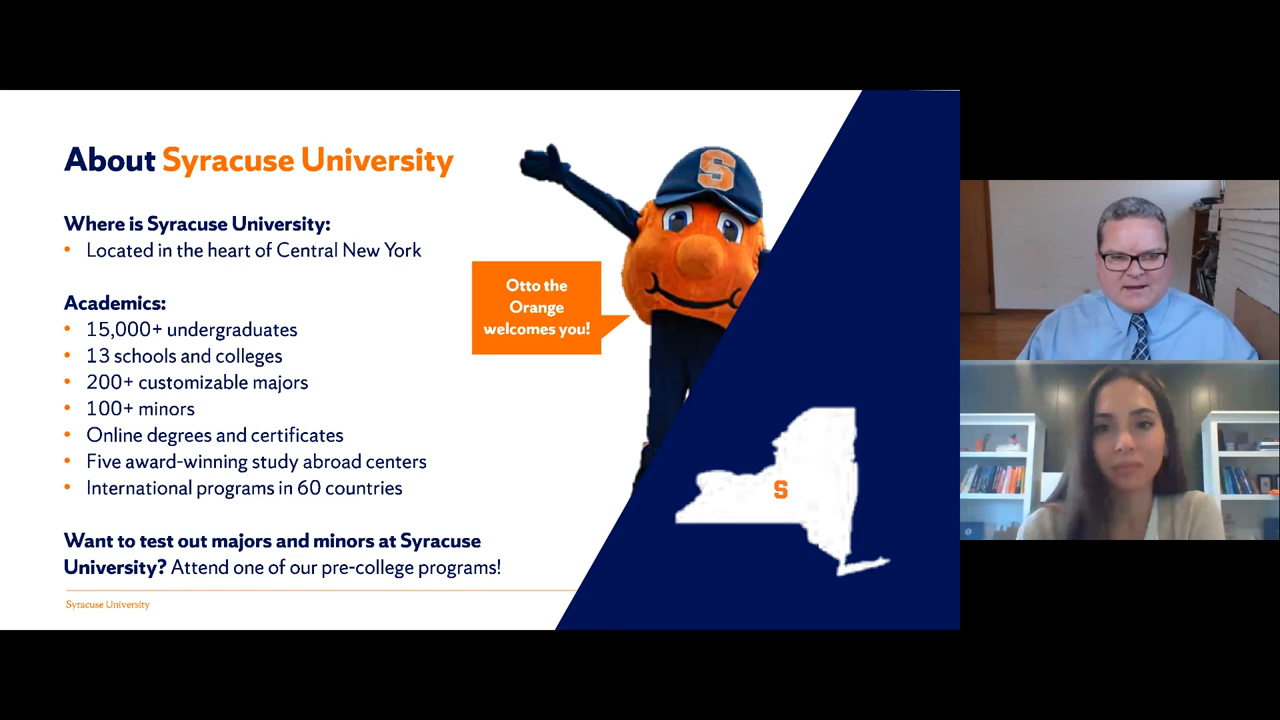 About Syracuse University
Where is Syracuse University:
• Located in the heart of Central New York
Academics:
• 15,000+ undergraduates
• 13 schools and colleges
• 200+ customizable majors
• 100+ minors
• Online degrees and certificates
• Five award-winning study abroad centers
• International programs in 60 countries
Want to test out majors and minors at Syracuse
University? Attend one of our pre-college programs!
Syracuse University
S
Otto the
Orange
welcomes you!
S